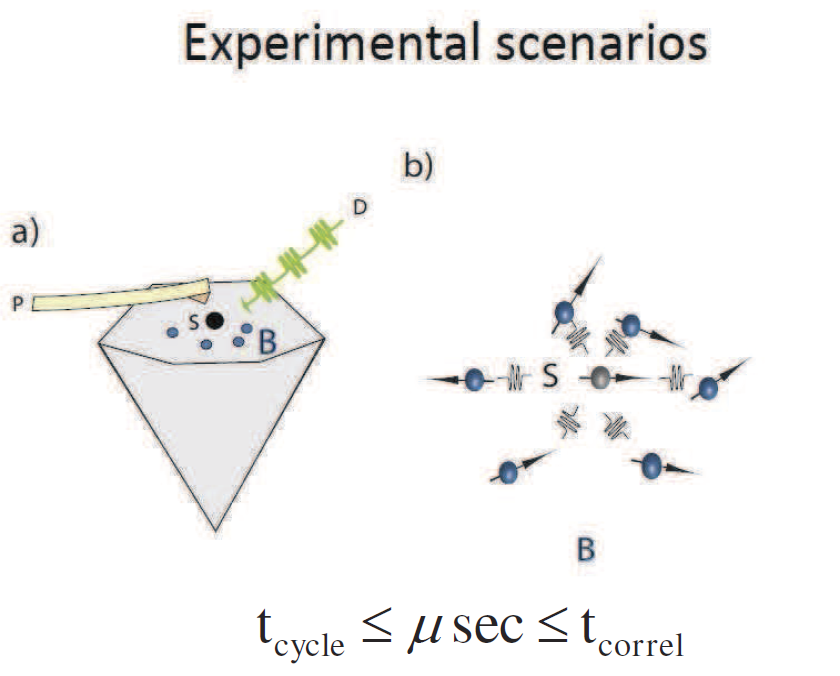 Experimental scenarios
b)
a)
D
P
S
B
S
B
t_cycle ≤ μ sec ≤ t_correl